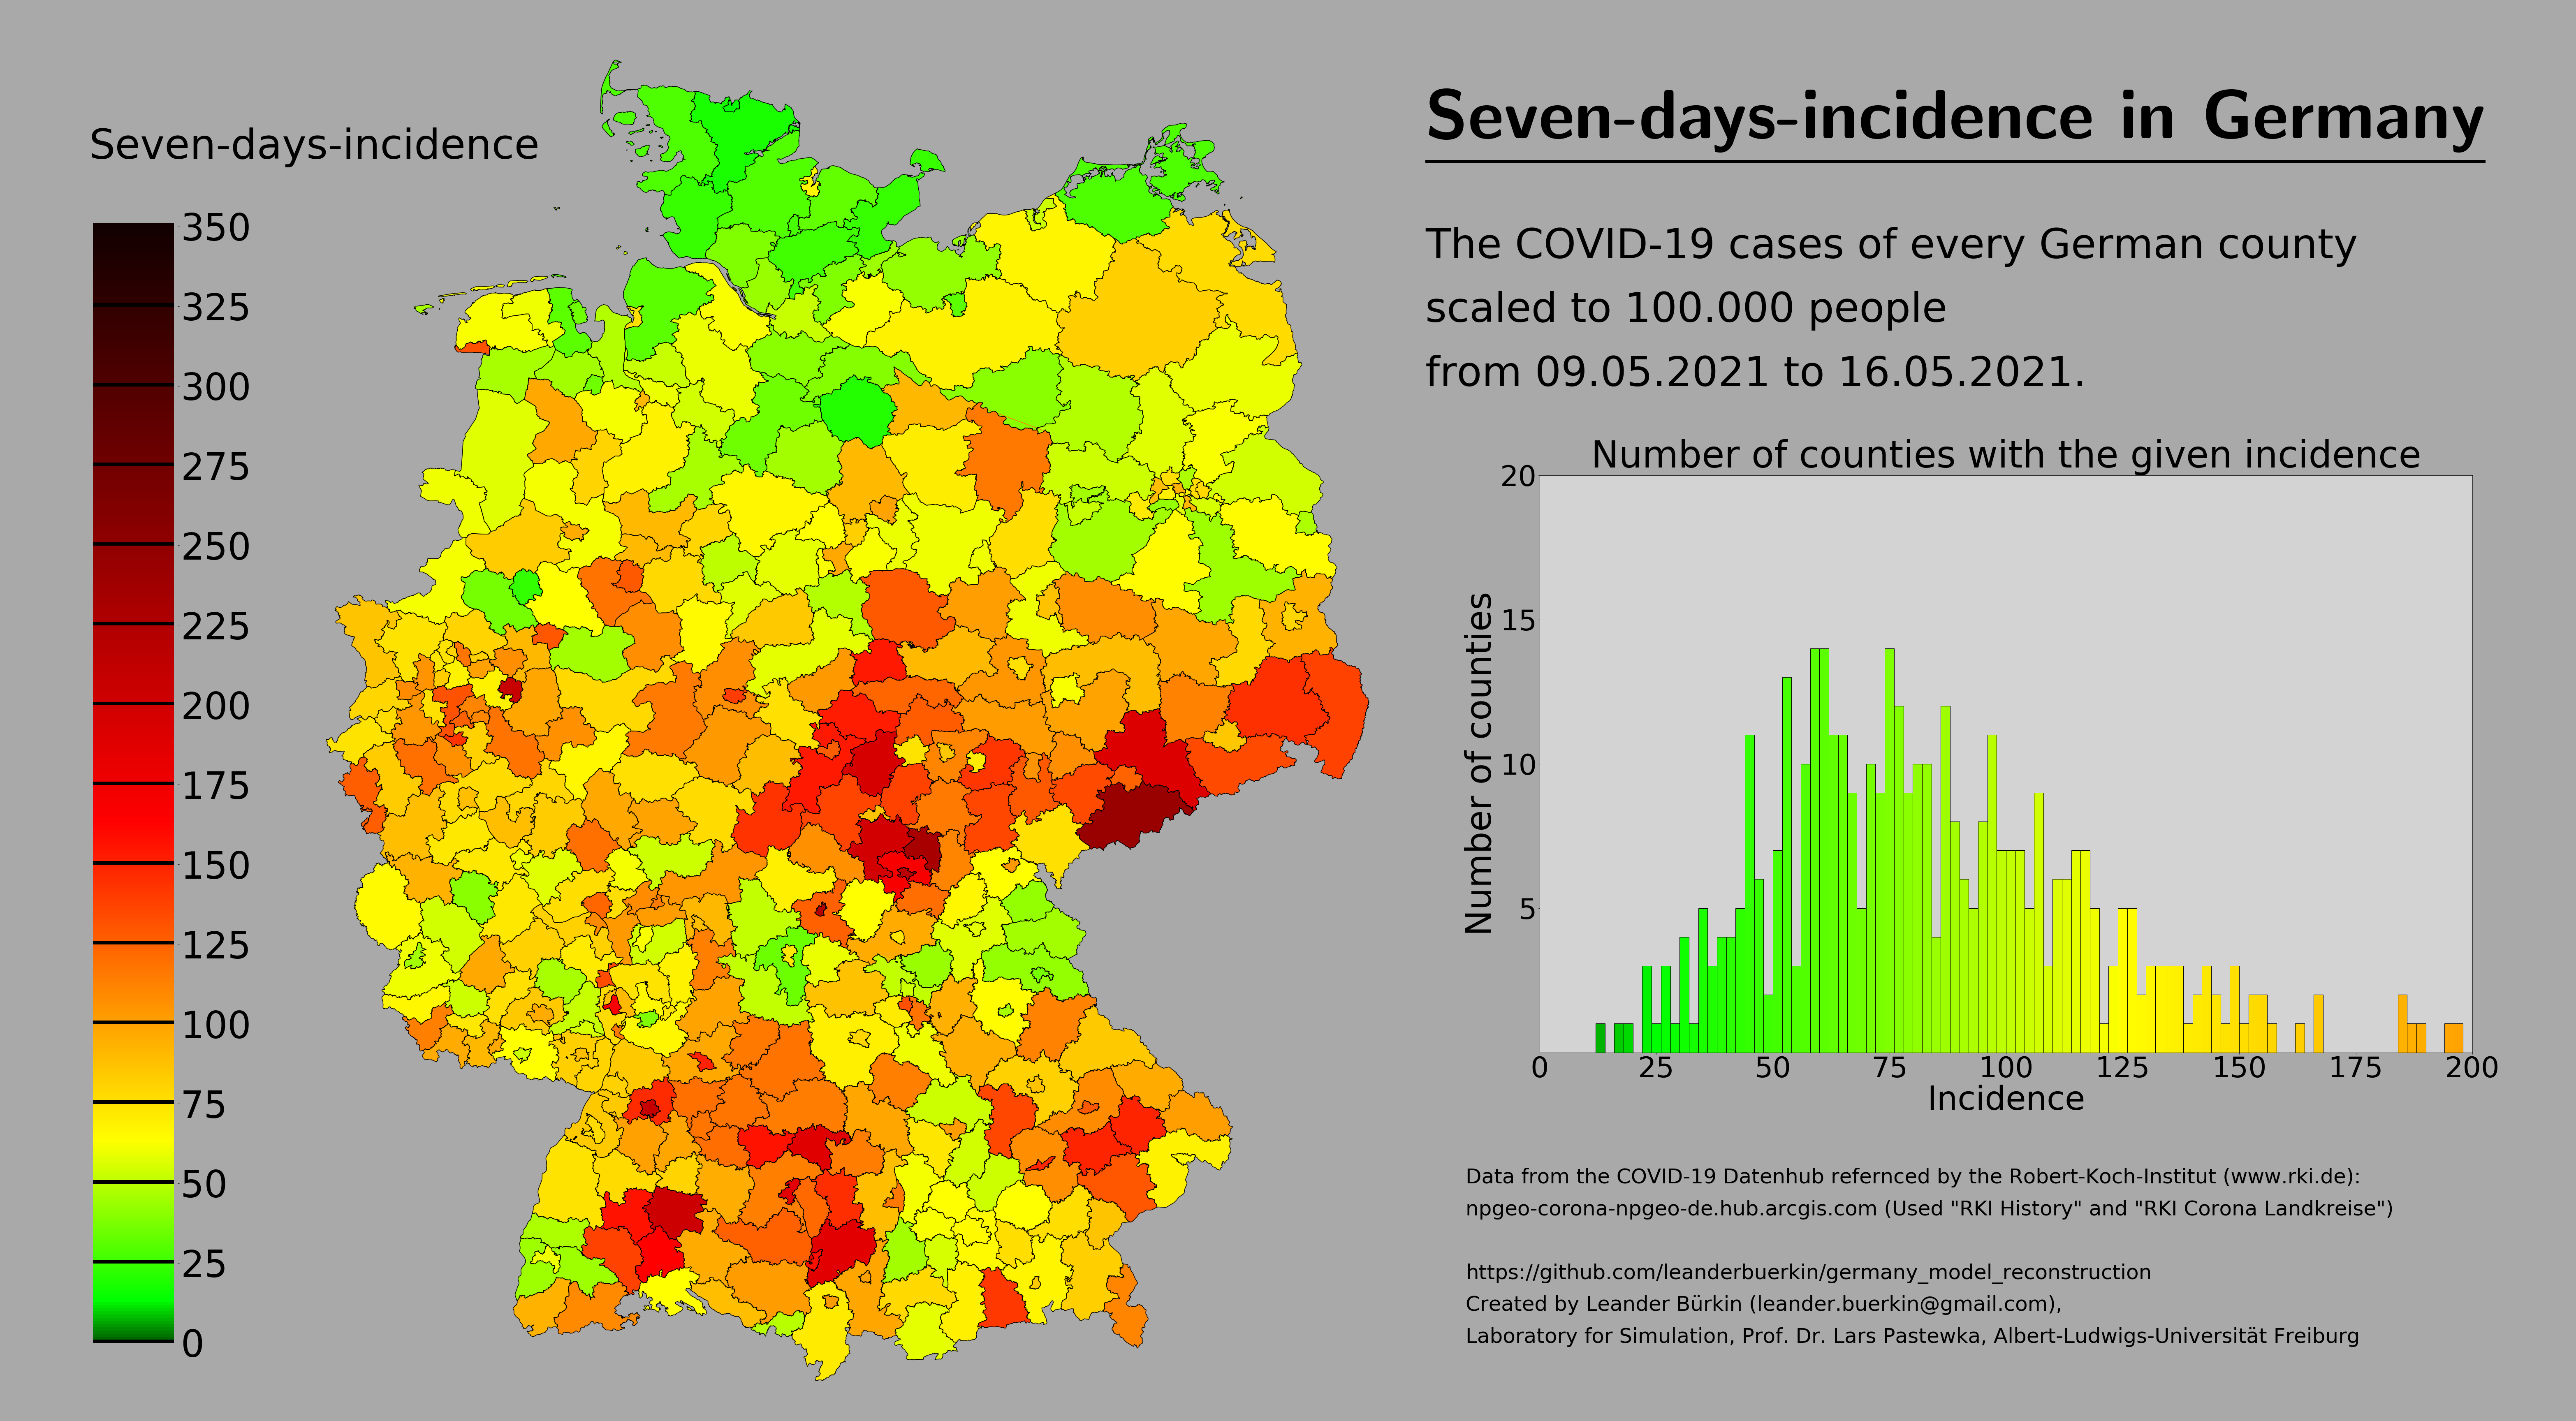 Seven-days-incidence
350
325
300
275
250
225
200
175
150
125
100
75
50
25
0
Seven-days-incidence in Germany
The COVID-19 cases of every German county
scaled to 100.000 people
from 09.05.2021 to 16.05.2021.
Number of counties with the given incidence
20
15
10
5
Number of counties
0 25 50 75 100 125 150 175 200
Incidence
Data from the COVID-19 Datenhub refernced by the Robert-Koch-Institut (www.rki.de):
npgeo-corona-npgeo-de.hub.arcgis.com (Used "RKI History" and "RKI Corona Landkreise")
https://github.com/leanderbuerkin/germany_model_reconstruction
Created by Leander Bürkin (leander.buerkin@gmail.com),
Laboratory for Simulation, Prof. Dr. Lars Pastewka, Albert-Ludwigs-Universität Freiburg